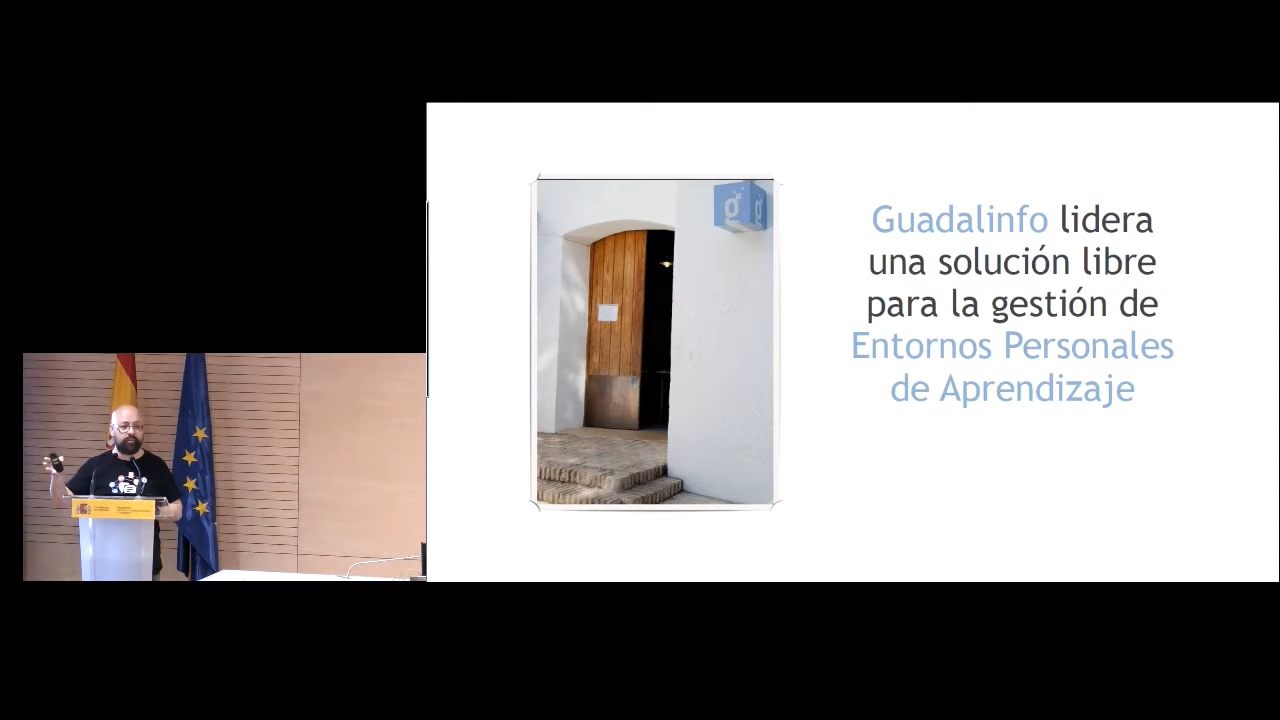 Guadalinfo lidera
una solución libre
para la gestión de
Entornos Personales
de Aprendizaje
g